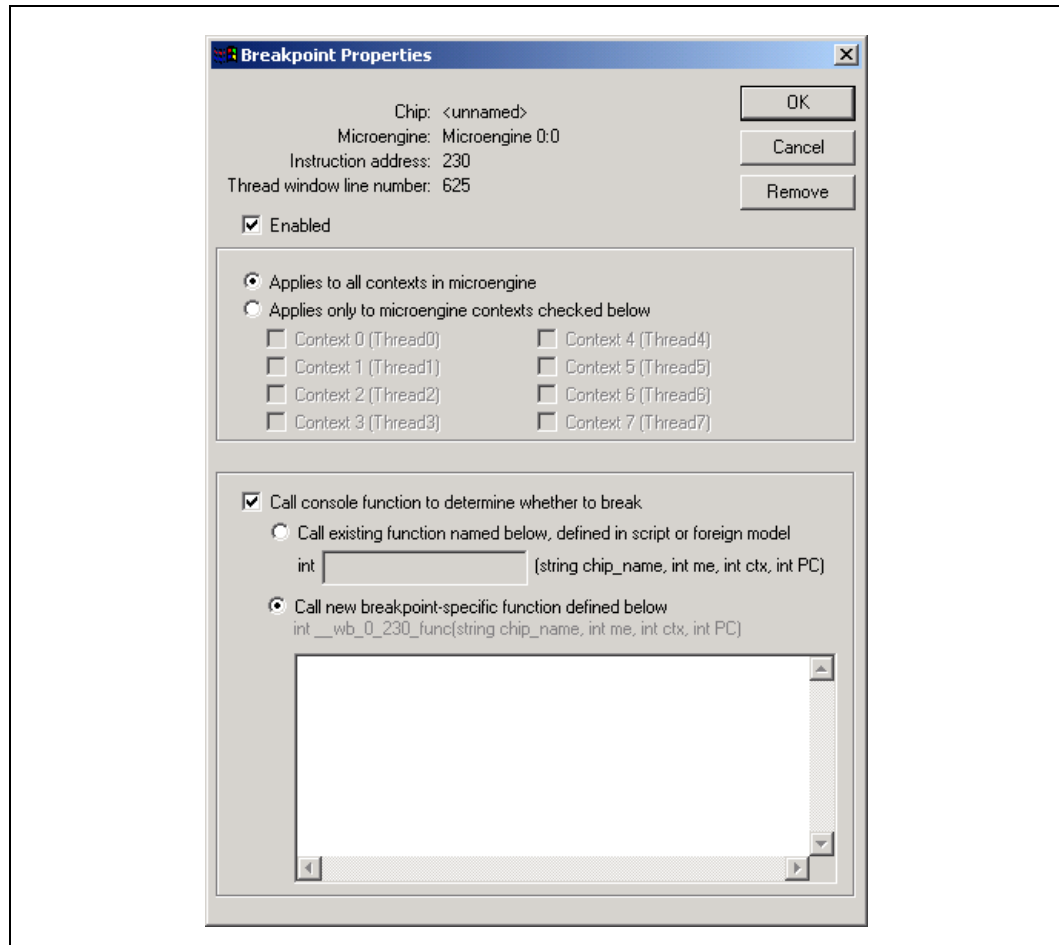 Breakpoint Properties
Chip: <unnamed>
Microengine: Microengine 0:0
Instruction address: 230
Thread window line number: 625
OK
Cancel
Remove
Enabled
Applies to all contexts in microengine
Applies only to microengine contexts checked below
Context 0 (Thread0)
Context 4 (Thread4)
Context 1 (Thread1)
Context 5 (Thread5)
Context 2 (Thread2)
Context 6 (Thread6)
Context 3 (Thread3)
Context 7 (Thread7)
Call console function to determine whether to break
Call existing function named below, defined in script or foreign model
int (string chip_name, int me, int ctx, int PC)
Call new breakpoint-specific function defined below
int __wb_0_230_func(string chip_name, int me, int ctx, int PC)